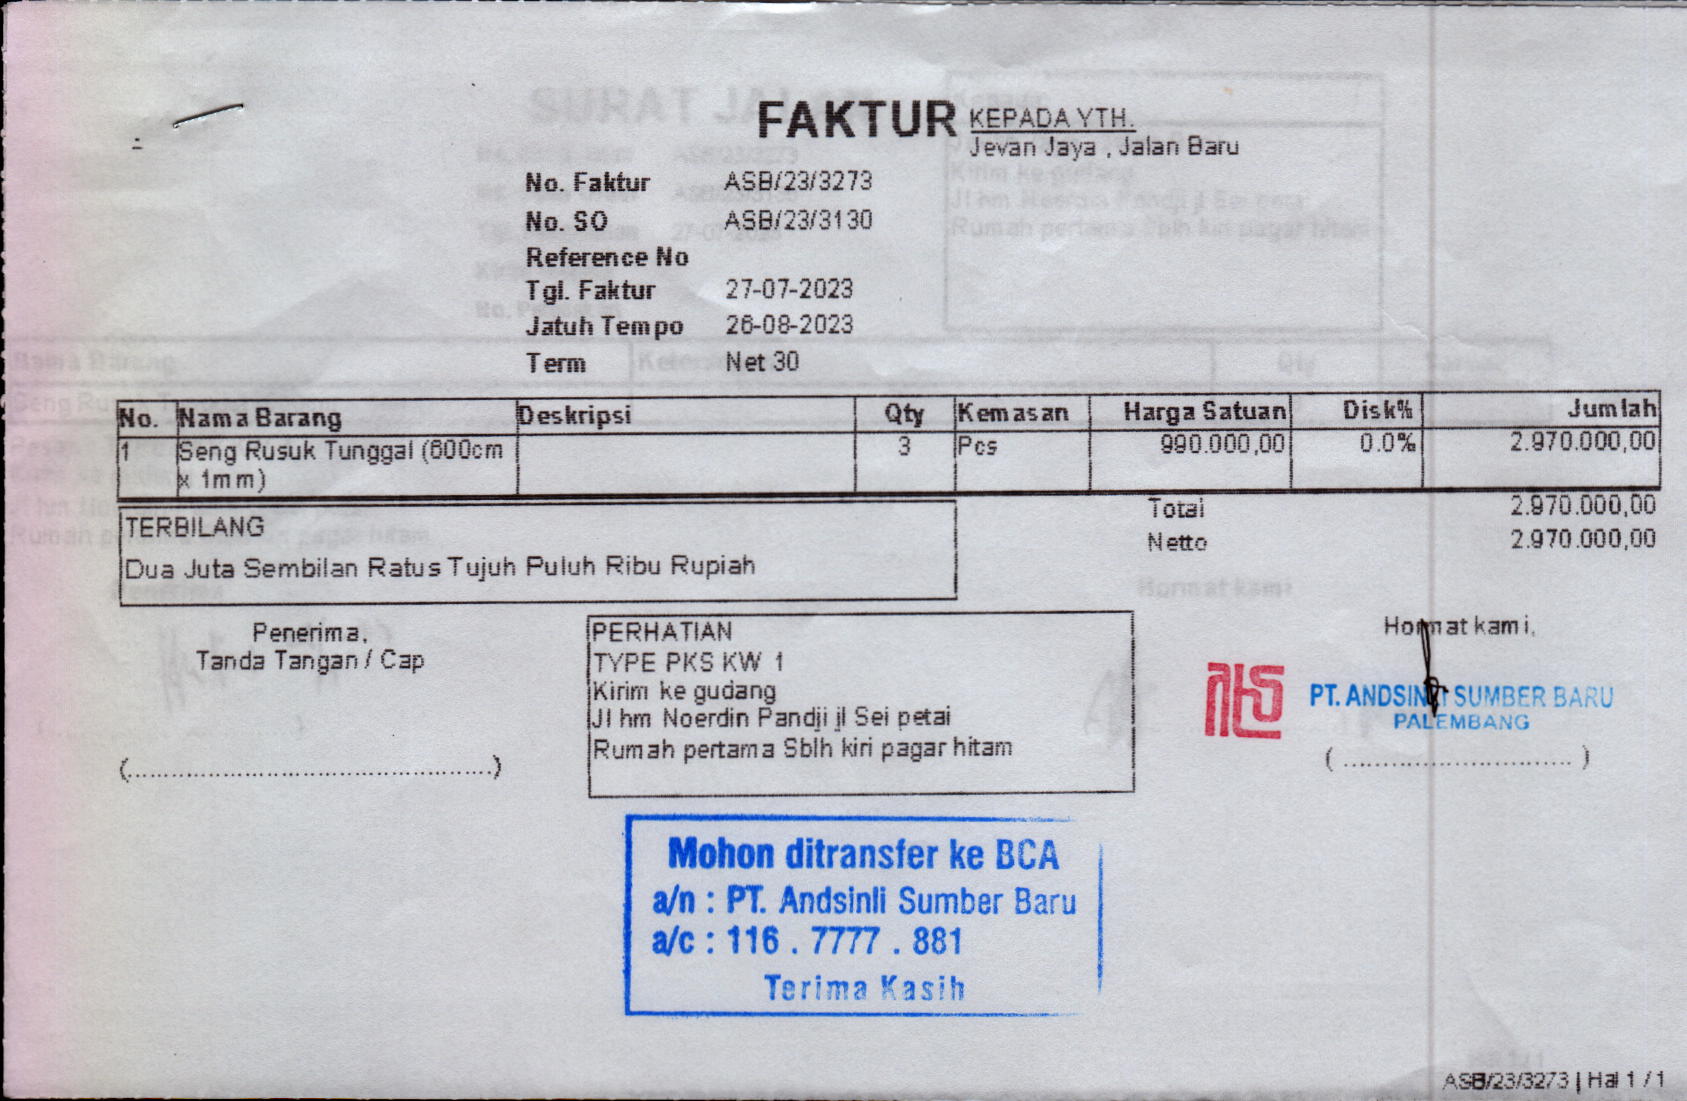 FAKTUR
KEPADA YTH.
Jevan Jaya , Jalan Baru
No. Faktur ASB/23/3273
No. SO ASB/23/3130
Reference No
Tgl. Faktur 27-07-2023
Jatuh Tempo 26-08-2023
Term Net 30
No. Nama Barang Deskripsi Qty Kemasan Harga Satuan Disk% Jumlah
1 Seng Rusuk Tunggal (600cm 3 Pcs 990.000,00 0.0% 2.970.000,00
x 1mm)
Total 2.970.000,00
Netto 2.970.000,00
TERBILANG
Dua Juta Sembilan Ratus Tujuh Puluh Ribu Rupiah
Penerima,
Tanda Tangan / Cap
(..............................................)
PERHATIAN
TYPE PKS KW 1
Kirim ke gudang
Jl hm Noerdin Pandji jl Sei petai
Rumah pertama Sblh kiri pagar hitam
Hormat kami,
PT. ANDSINLI SUMBER BARU
PALEMBANG
( ............................. )
Mohon ditransfer ke BCA
a/n : PT. Andsinli Sumber Baru
a/c : 116 . 7777 . 881
Terima Kasih
ASB/23/3273 | Hal 1 / 1